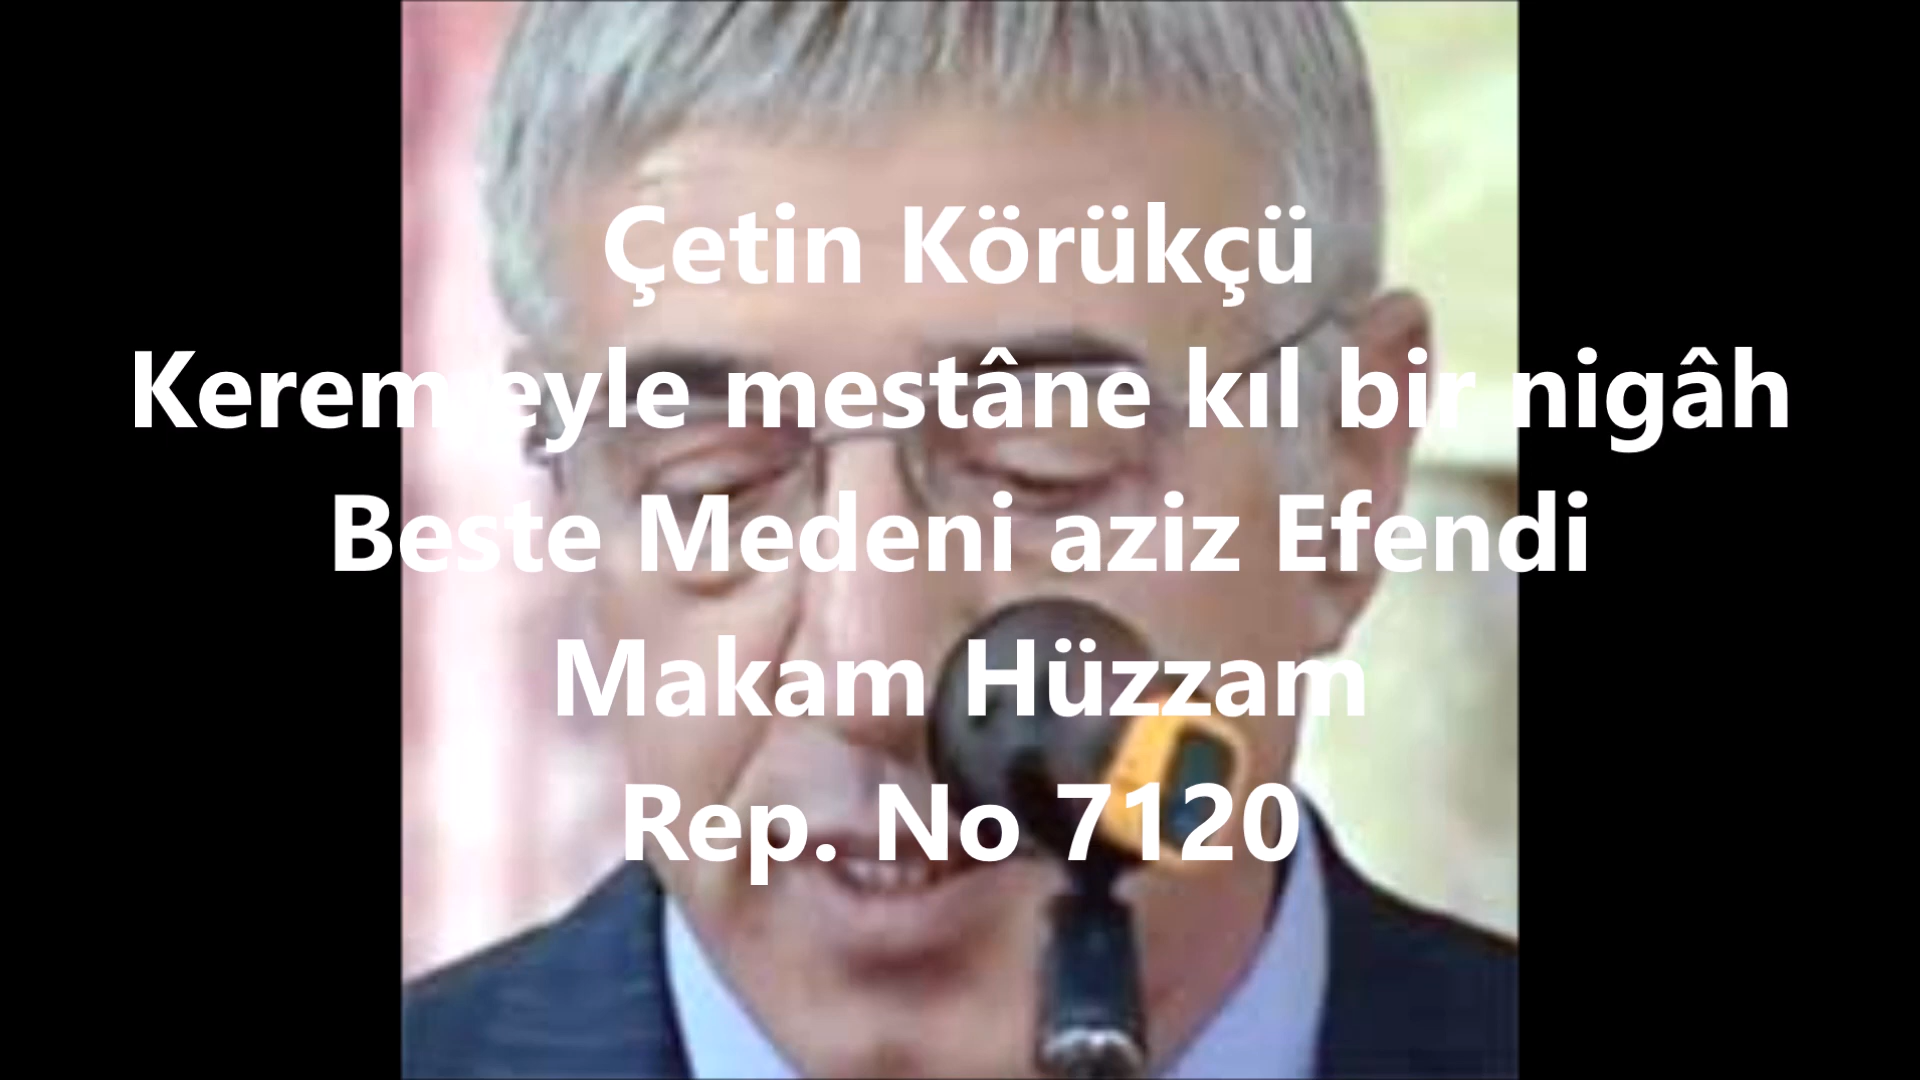 Çetin Körükçü
Kerem eyle mestâne kıl bir nigâh
Beste Medeni aziz Efendi
Makam Hüzzam
Rep. No 7120